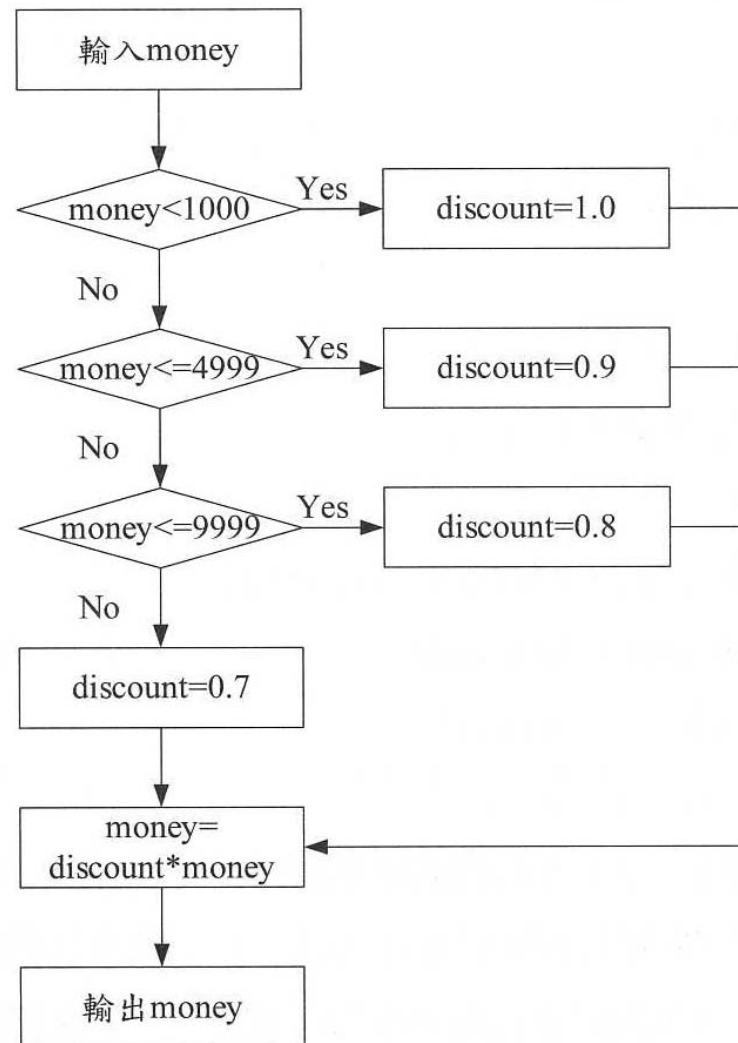 輸入money
money<1000
Yes
discount=1.0
No
money<=4999
Yes
discount=0.9
No
money<=9999
Yes
discount=0.8
No
discount=0.7
money=
discount*money
輸出money